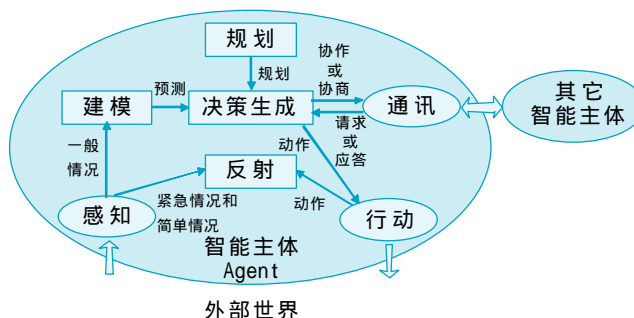 规划
协作
或
协商
规划
预测
建模
决策生成
通讯
其它
智能主体
请求
或
应答
一般
情况
动作
反射
紧急情况和
简单情况
动作
感知
行动
智能主体
Agent
外部世界